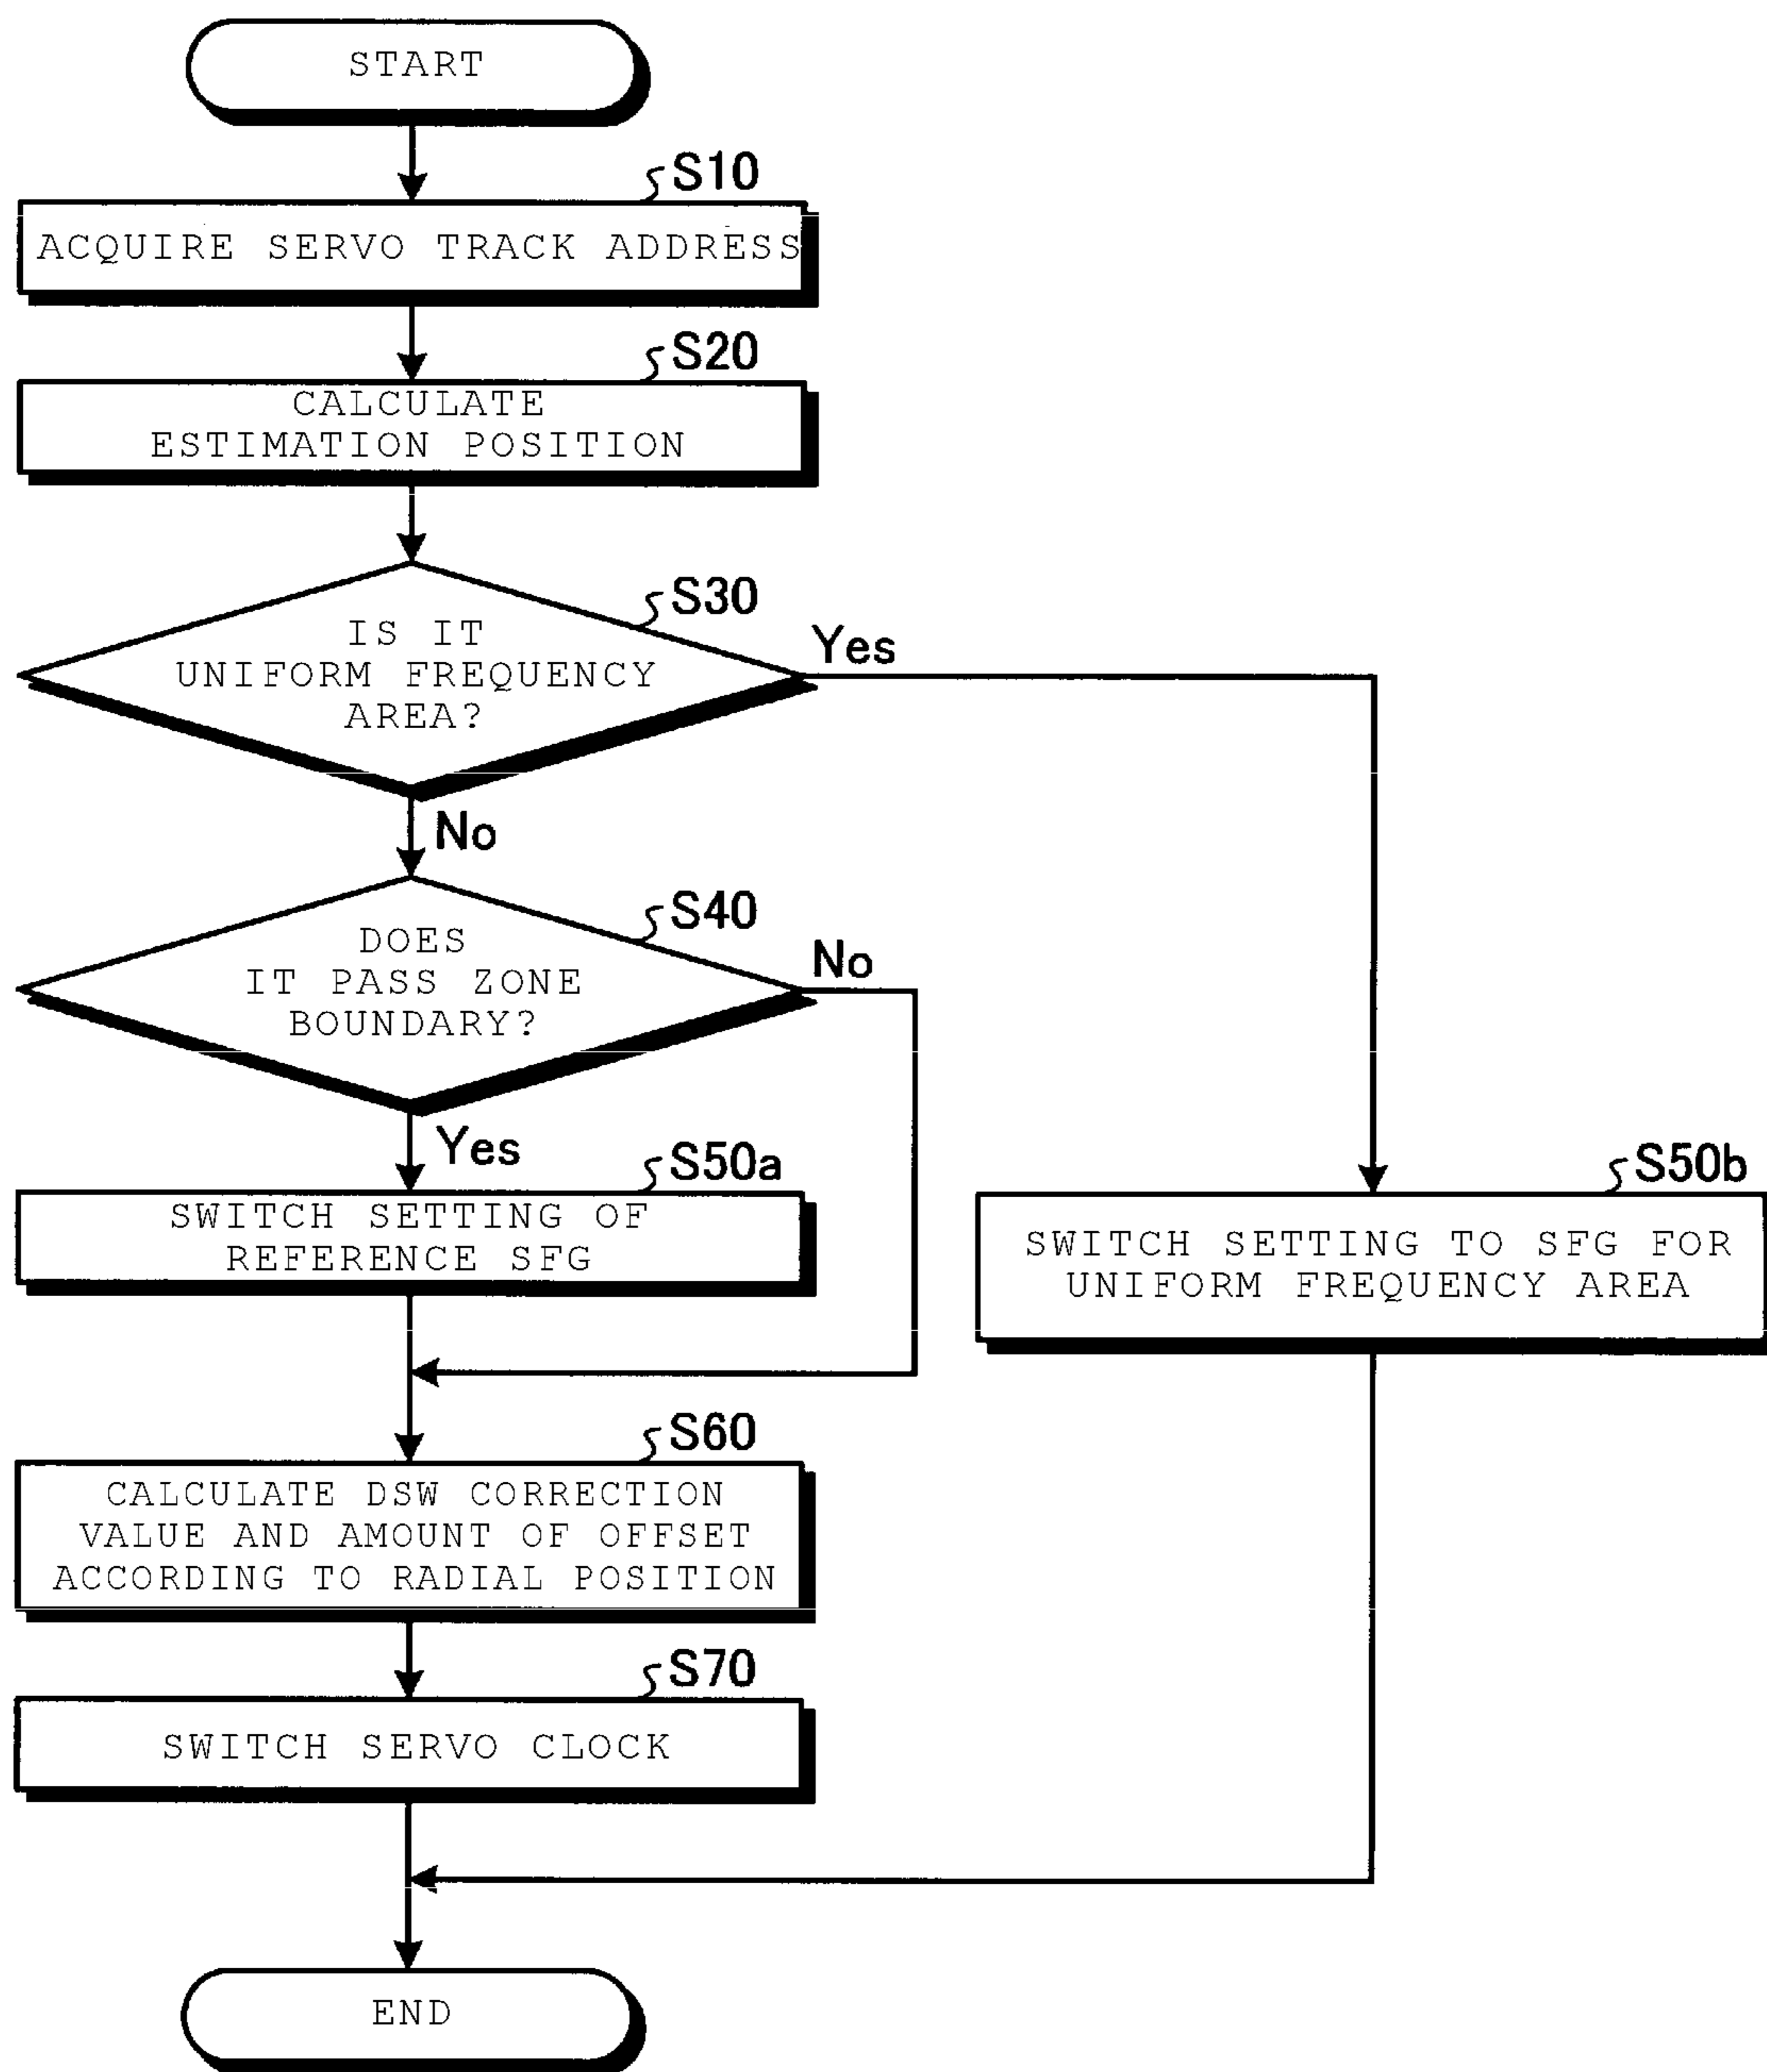 START
S10
ACQUIRE SERVO TRACK ADDRESS
S20
CALCULATE
ESTIMATION POSITION
S30
IS IT
UNIFORM FREQUENCY
AREA?
Yes
No
S40
DOES
IT PASS ZONE
BOUNDARY?
No
Yes
S50a
SWITCH SETTING OF
REFERENCE SFG
S50b
SWITCH SETTING TO SFG FOR
UNIFORM FREQUENCY AREA
S60
CALCULATE DSW CORRECTION
VALUE AND AMOUNT OF OFFSET
ACCORDING TO RADIAL POSITION
S70
SWITCH SERVO CLOCK
END